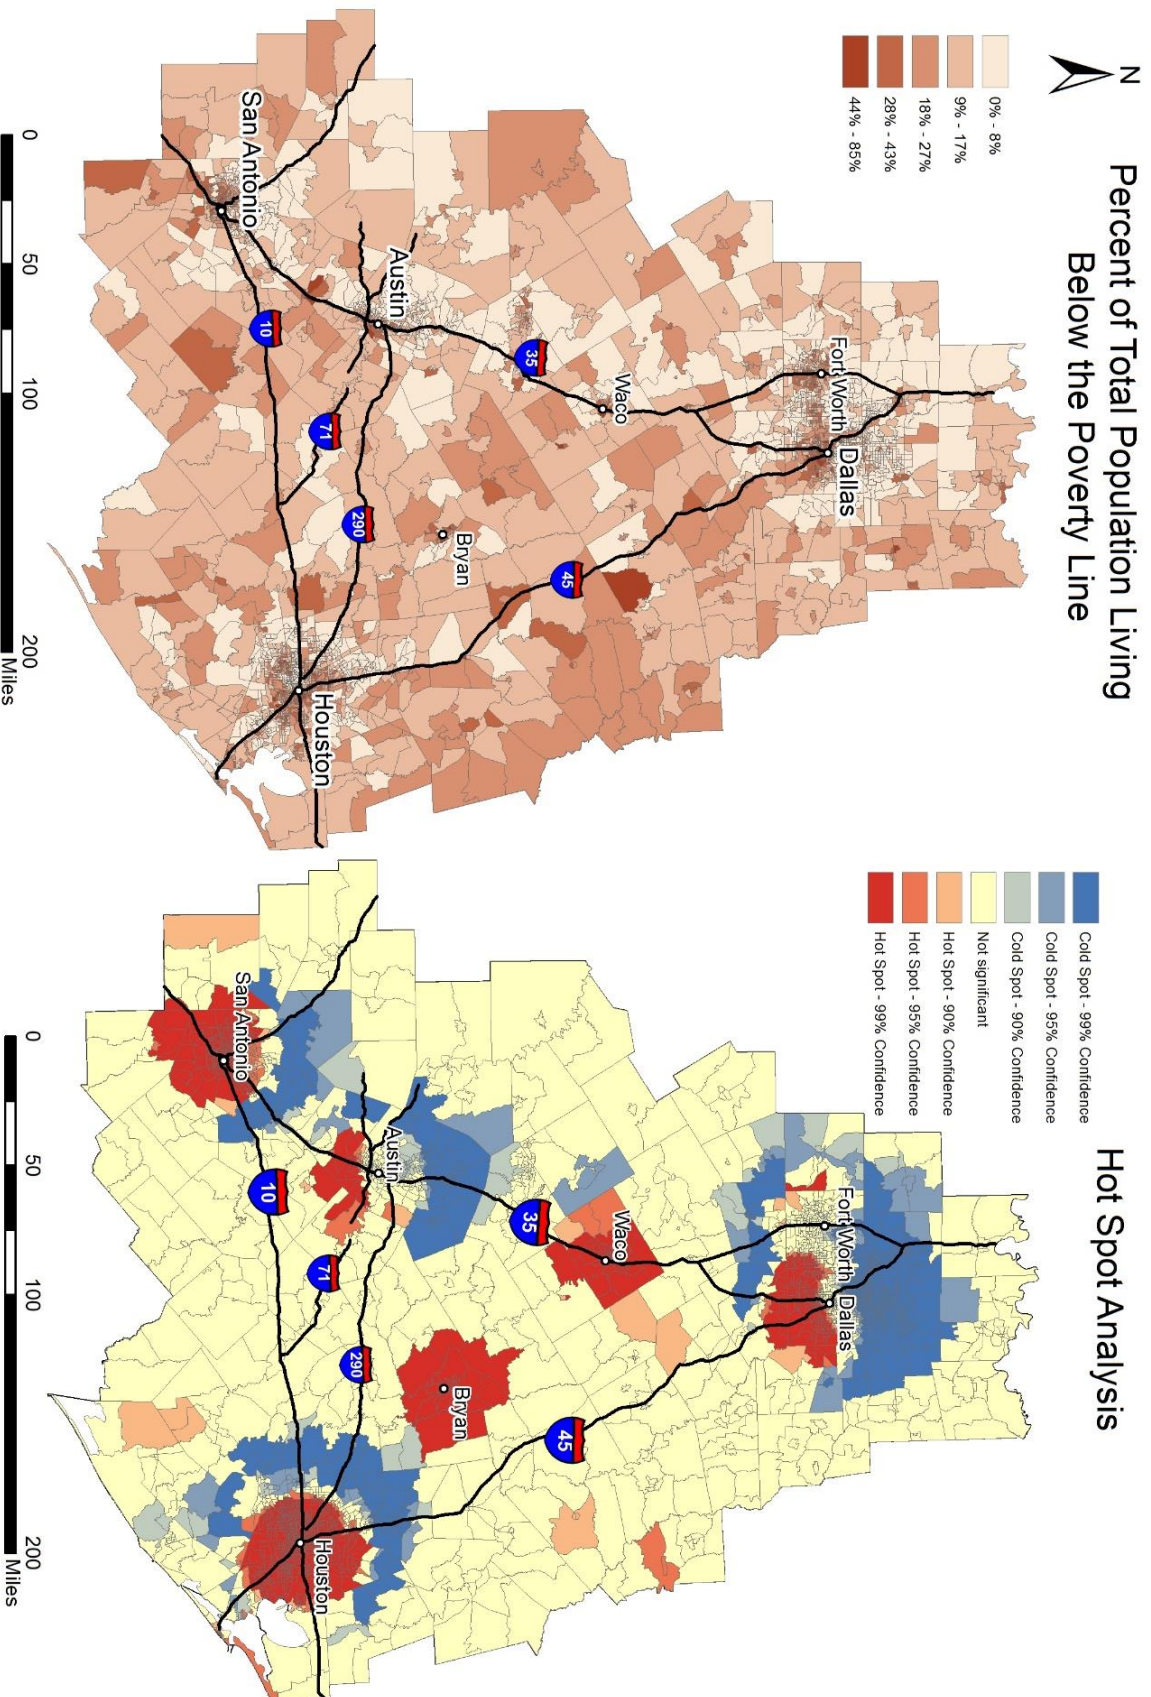 N
Percent of Total Population Living
Below the Poverty Line
0% - 8%
9% - 17%
18% - 27%
28% - 43%
44% - 85%
Fort Worth
Dallas
Waco
35
45
Bryan
Austin
290
71
San Antonio
10
Houston
0
50
100
200
Miles
Hot Spot Analysis
Cold Spot - 99% Confidence
Cold Spot - 95% Confidence
Cold Spot - 90% Confidence
Not significant
Hot Spot - 90% Confidence
Hot Spot - 95% Confidence
Hot Spot - 99% Confidence
Fort Worth
Dallas
Waco
35
45
Bryan
Austin
290
71
San Antonio
10
Houston
0
50
100
200
Miles